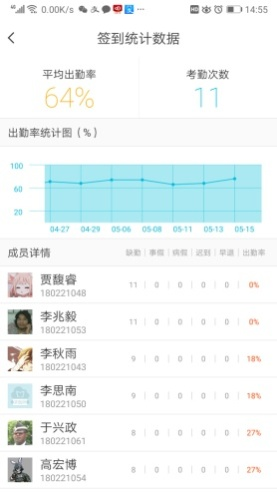 4G 0.00K/s HD 14:55
签到统计数据
平均出勤率 考勤次数
64% 11
出勤率统计图（%）
100
60
20
04-27 04-29 05-06 05-08 05-11 05-13 05-15
成员详情 缺勤 事假 病假 迟到 早退 出勤率
贾馥睿
180221048 11 0 0 0 0 0%
李兆毅
180221053 11 0 0 0 0 0%
李秋雨
180221043 9 0 0 0 0 18%
李思南
180221050 9 0 0 0 0 18%
于兴政
180221061 8 0 0 0 0 27%
高宏博
180221054 8 0 0 0 0 27%